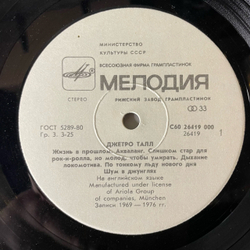 МИНИСТЕРСТВО
КУЛЬТУРЫ СССР
ВСЕСОЮЗНАЯ ФИРМА ГРАМПЛАСТИНОК
МЕЛОДИЯ
СТЕРЕО
РИЖСКИЙ ЗАВОД ГРАМПЛАСТИНОК
33
ГОСТ 5289-80
Гр. 3. 3-25
С60 26419 000
26419
1
ДЖЕТРО ТАЛЛ
Жизнь в прошлом. Акваланг. Слишком стар для
рок-н-ролла, но молод, чтобы умирать. Дыхание
локомотива. По тонкому льду нового дня
Шум в джунглях
На английском языке
Manufactured under license
of Ariola Group
of companies, München
Записи 1969 — 1976 гг.